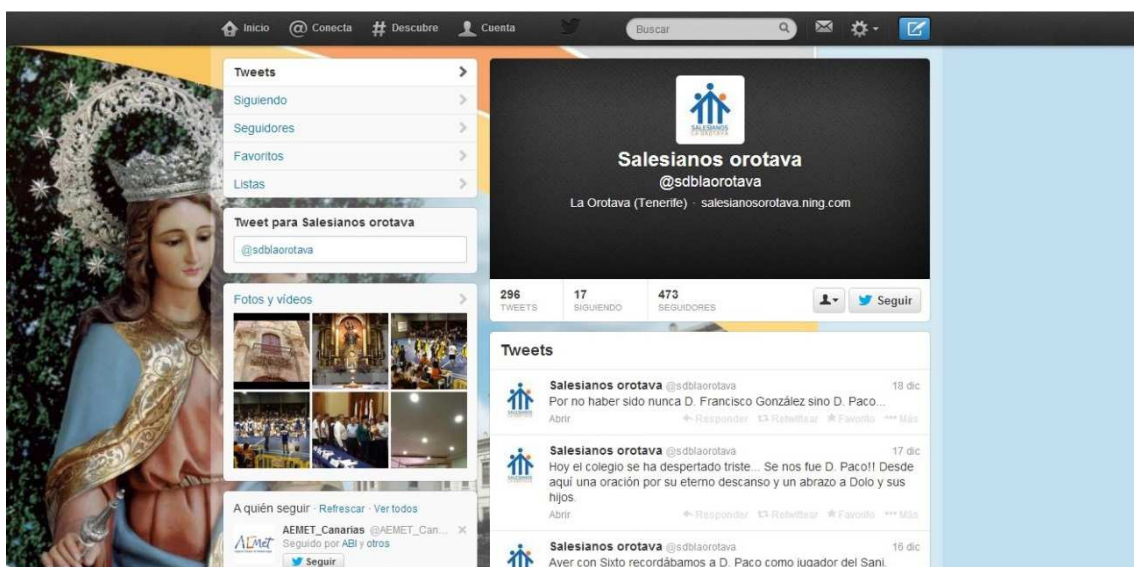 Inicio Conecta Descubre Cuenta Buscar
Tweets
Siguiendo
Seguidores
Favoritos
Listas
Tweet para Salesianos orotava
@sdblaorotava
Fotos y vídeos
A quién seguir · Refrescar · Ver todos
AEMET_Canarias @AEMET_Can...
Seguido por ABI y otros
Seguir
AEMet
SALESIANOS
LA OROTAVA
Salesianos orotava
@sdblaorotava
La Orotava (Tenerife) · salesianosorotava.ning.com
296 17 473
TWEETS SIGUIENDO SEGUIDORES
Seguir
Tweets
Salesianos orotava @sdblaorotava 18 dic
Por no haber sido nunca D. Francisco González sino D. Paco...
Abrir Responder Retwittear Favorito Más
Salesianos orotava @sdblaorotava 17 dic
Hoy el colegio se ha despertado triste... Se nos fue D. Paco!! Desde
aquí una oración por su eterno descanso y un abrazo a Dolo y sus
hijos.
Abrir Responder Retwittear Favorito Más
Salesianos orotava @sdblaorotava 16 dic
Ayer con Sixto recordábamos a D. Paco como jugador del Sani.